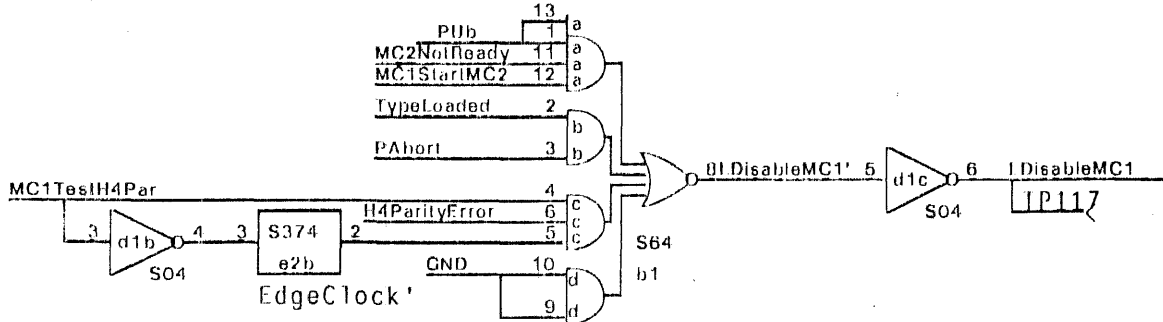 13
PUb 1 a
MC2NotReady 11 a
MC1StartMC2 12 a
a
TypeLoaded 2 b
PAbort 3 b
8 I.DisableMC1' 5 d1c 6 I.DisableMC1
S04 TP117
MC1TestH4Par 4 c
H4ParityError 6 c
5 c
3 d1b 4 3 S374 2
S04 e2b
EdgeClock'
S64
b1
GND 10 d
9 d